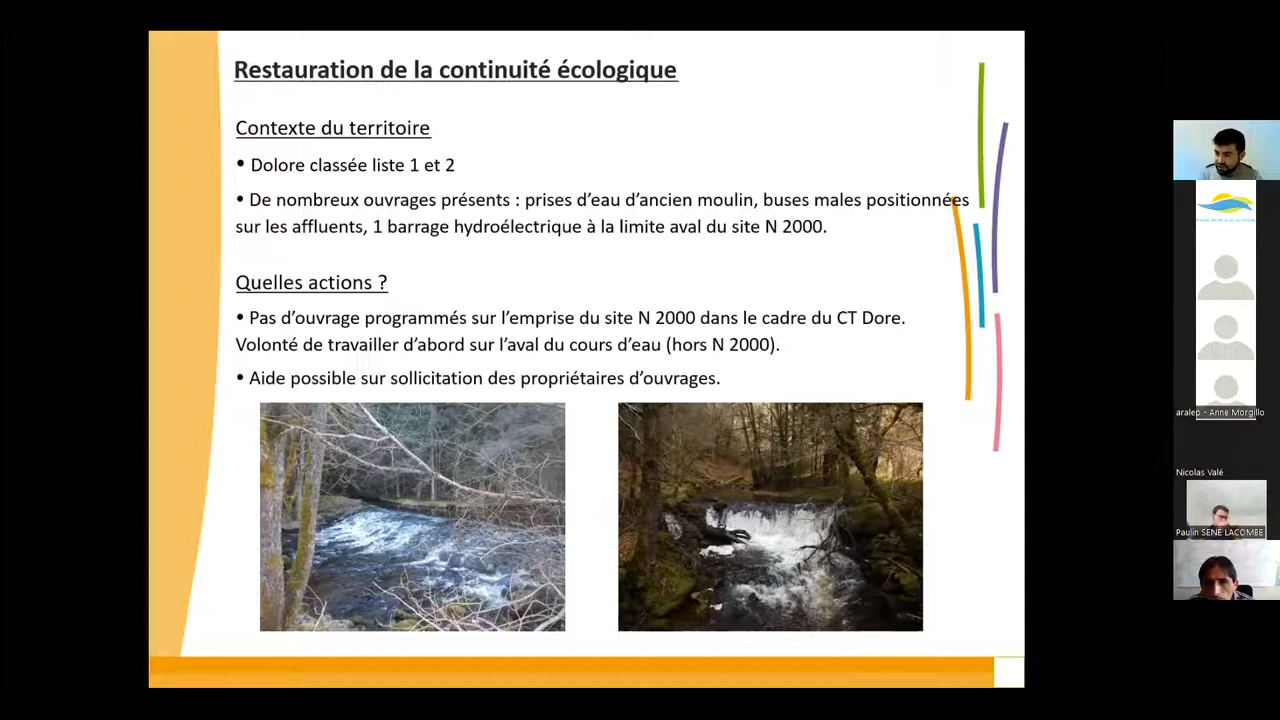 Restauration de la continuité écologique
Contexte du territoire
• Dolore classée liste 1 et 2
• De nombreux ouvrages présents : prises d’eau d’ancien moulin, buses males positionnées
sur les affluents, 1 barrage hydroélectrique à la limite aval du site N 2000.
Quelles actions ?
• Pas d’ouvrage programmés sur l’emprise du site N 2000 dans le cadre du CT Dore.
Volonté de travailler d’abord sur l’aval du cours d’eau (hors N 2000).
• Aide possible sur sollicitation des propriétaires d’ouvrages.
aralep - Anne Morgillo
Nicolas Valé
Paulin SENÉ LACOMBE